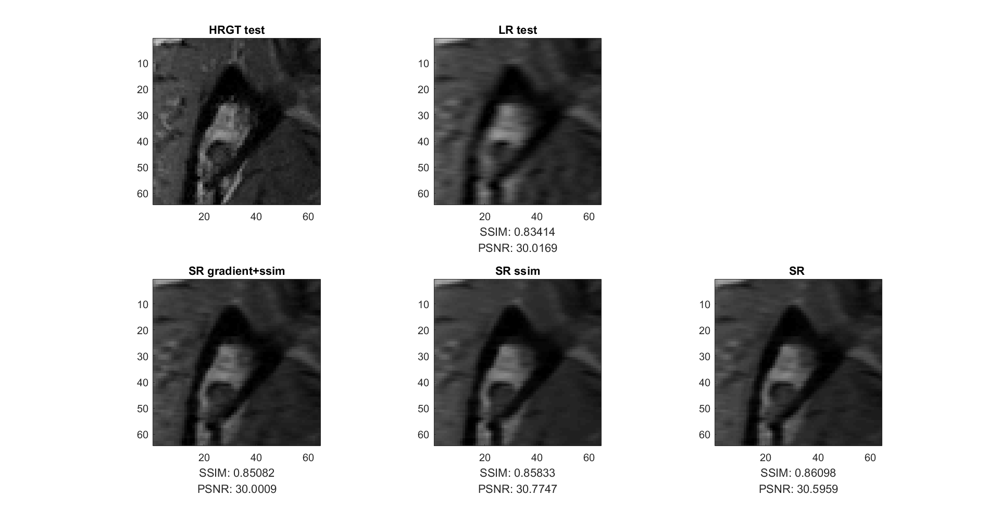 HRGT test
LR test
10
20
30
40
50
60
20 40 60
10
20
30
40
50
60
20 40 60
SSIM: 0.83414
PSNR: 30.0169
SR gradient+ssim
SR ssim
SR
10
20
30
40
50
60
20 40 60
SSIM: 0.85082
PSNR: 30.0009
10
20
30
40
50
60
20 40 60
SSIM: 0.85833
PSNR: 30.7747
10
20
30
40
50
60
20 40 60
SSIM: 0.86098
PSNR: 30.5959